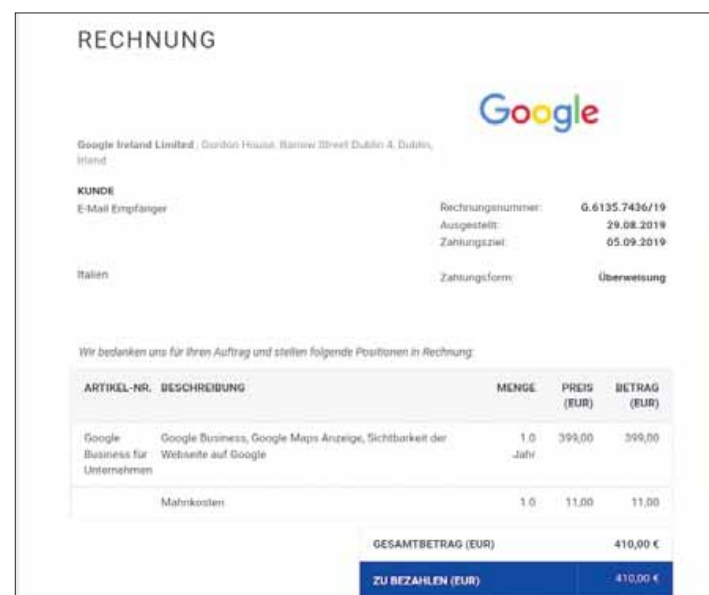 RECHNUNG
Google
Google Ireland Limited, Gordon House, Barrow Street Dublin 4, Dublin,
Irland
KUNDE
E-Mail Empfänger
Rechnungsnummer: G.6135.7436/19
Ausgestellt: 29.08.2019
Zahlungsziel: 05.09.2019
Italien
Zahlungsform: Überweisung
Wir bedanken uns für Ihren Auftrag und stellen folgende Positionen in Rechnung:
ARTIKEL-NR. BESCHREIBUNG MENGE PREIS BETRAG
(EUR) (EUR)
Google Google Business, Google Maps Anzeige, Sichtbarkeit der 1.0 399,00 399,00
Business für Webseite auf Google Jahr
Unternehmen
Mahnkosten 1.0 11,00 11,00
GESAMTBETRAG (EUR) 410,00 €
ZU BEZAHLEN (EUR) 410,00 €